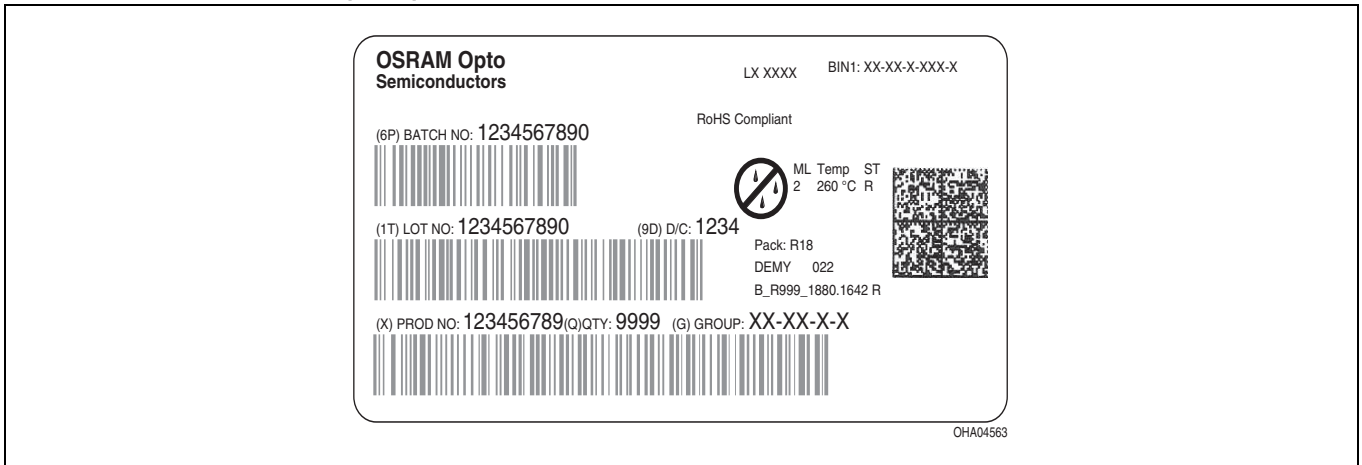 OSRAM Opto
Semiconductors
LX XXXX
BIN1: XX-XX-X-XXX-X
RoHS Compliant
(6P) BATCH NO: 1234567890
ML Temp ST
2 260 °C R
(1T) LOT NO: 1234567890 (9D) D/C: 1234
Pack: R18
DEMY 022
B_R999_1880.1642 R
(X) PROD NO: 123456789(Q)QTY: 9999 (G) GROUP: XX-XX-X-X
OHA04563